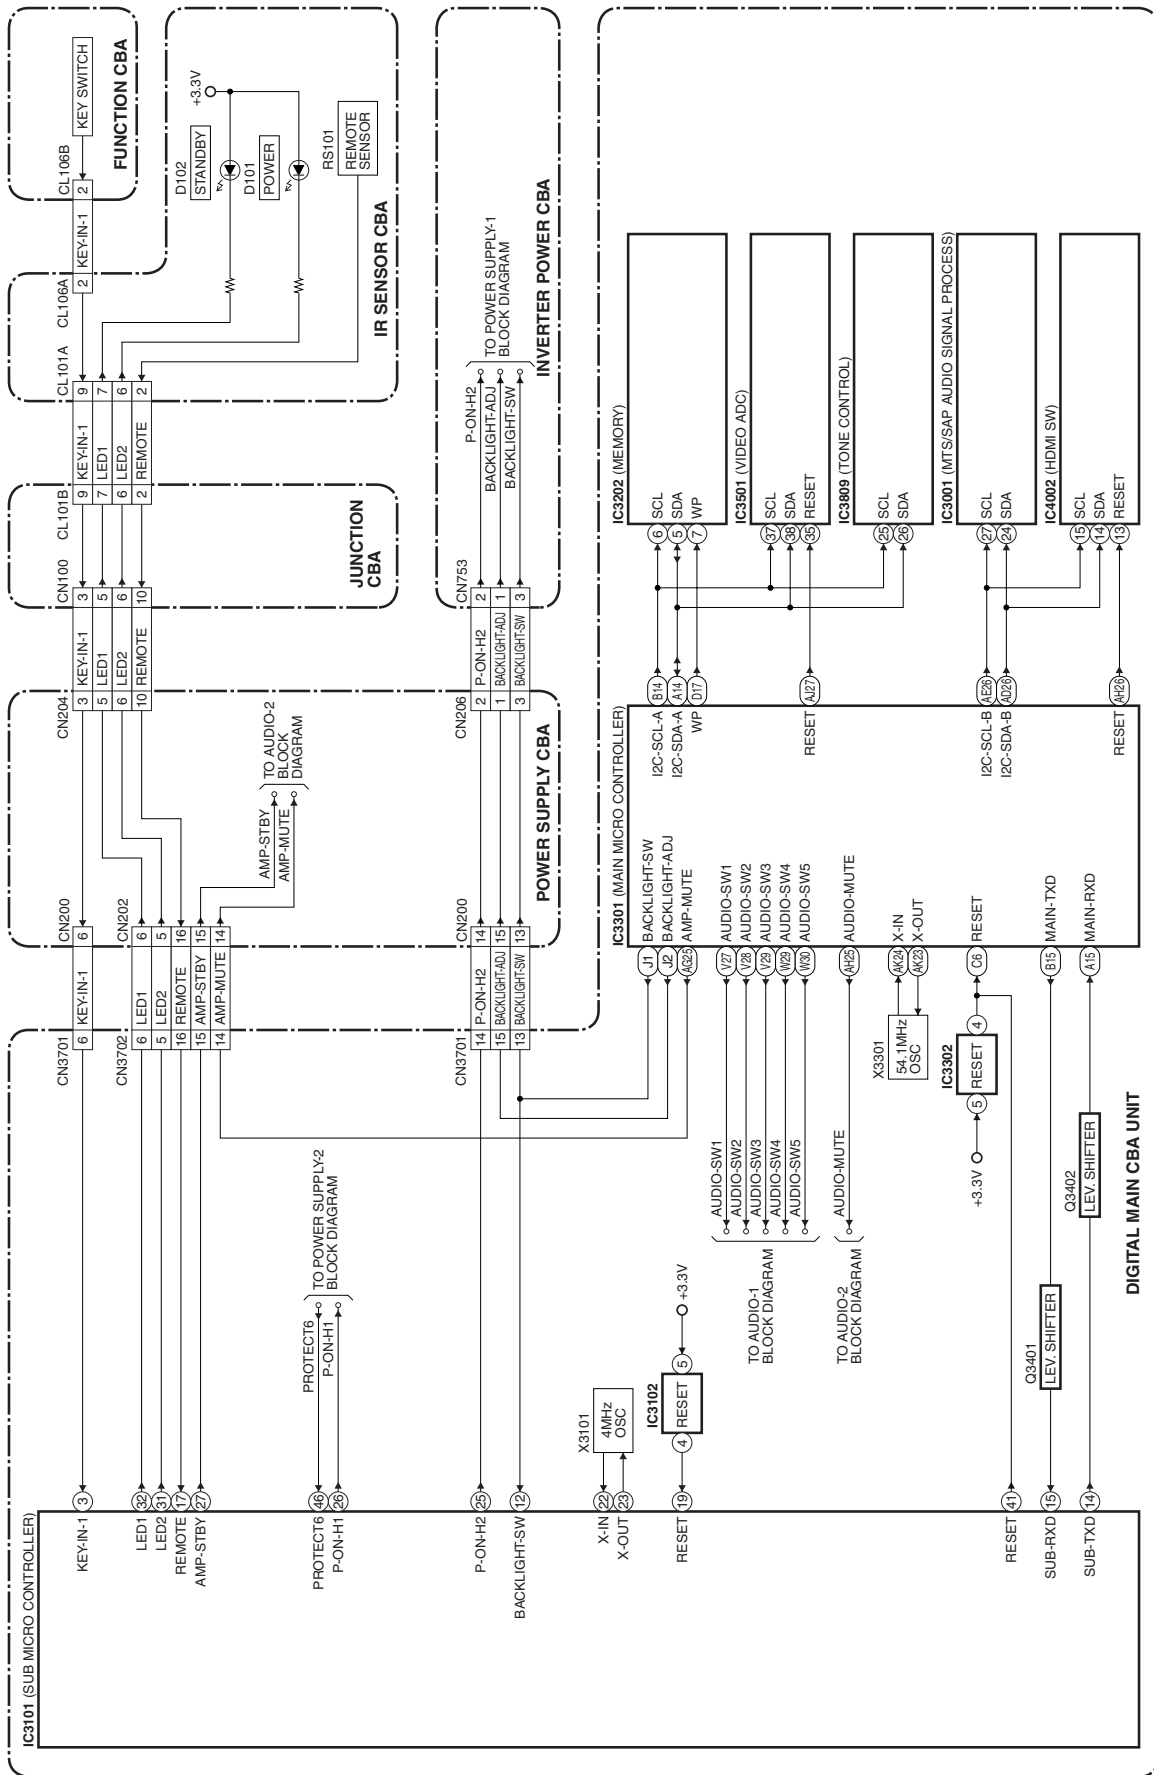 IC3101 (SUB MICRO CONTROLLER)
KEY-IN-1
3
LED1
32
LED2
31
REMOTE
17
AMP-STBY
27
PROTECT6
46
P-ON-H1
26
P-ON-H2
25
BACKLIGHT-SW
12
X-IN
22
X-OUT
23
RESET
19
RESET
41
SUB-RXD
15
SUB-TXD
14
PROTECT6
P-ON-H1
TO POWER SUPPLY-2
BLOCK DIAGRAM
X3101
4MHz
OSC
IC3102
4
RESET
5
+3.3V
Q3401
LEV. SHIFTER
Q3402
LEV. SHIFTER
DIGITAL MAIN CBA UNIT
CN3701
6
KEY-IN-1
6
CN200
CN3702
6
LED1
6
5
LED2
5
16
REMOTE
16
15
AMP-STBY
15
14
AMP-MUTE
14
CN202
CN3701
14
P-ON-H2
14
15
BACKLIGHT-ADJ
15
13
BACKLIGHT-SW
13
CN200
TO AUDIO-1
BLOCK DIAGRAM
AUDIO-SW1
AUDIO-SW2
AUDIO-SW3
AUDIO-SW4
AUDIO-SW5
TO AUDIO-2
BLOCK DIAGRAM
AUDIO-MUTE
X3301
54.1MHz
OSC
IC3302
+3.3V
5
RESET
4
IC3301 (MAIN MICRO CONTROLLER)
J1
BACKLIGHT-SW
J2
BACKLIGHT-ADJ
AG25
AMP-MUTE
V27
AUDIO-SW1
V28
AUDIO-SW2
V29
AUDIO-SW3
W29
AUDIO-SW4
W30
AUDIO-SW5
AH25
AUDIO-MUTE
AK24
X-IN
AK23
X-OUT
C6
RESET
B15
MAIN-TXD
A15
MAIN-RXD
I2C-SCL-A
B14
I2C-SDA-A
A14
WP
D17
RESET
AJ27
I2C-SCL-B
AE26
I2C-SDA-B
AD26
RESET
AH26
AMP-STBY
AMP-MUTE
TO AUDIO-2
BLOCK
DIAGRAM
POWER SUPPLY CBA
CN204
3
KEY-IN-1
3
5
LED1
5
6
LED2
6
10
REMOTE
10
CN100
CN206
2
P-ON-H2
2
1
BACKLIGHT-ADJ
1
3
BACKLIGHT-SW
3
CN753
JUNCTION
CBA
CL101B
9
KEY-IN-1
9
7
LED1
7
6
LED2
6
2
REMOTE
2
CL101A
P-ON-H2
BACKLIGHT-ADJ
BACKLIGHT-SW
TO POWER SUPPLY-1
BLOCK DIAGRAM
INVERTER POWER CBA
CL106A
2
KEY-IN-1
2
CL106B
KEY SWITCH
FUNCTION CBA
D102
STANDBY
+3.3V
D101
POWER
RS101
REMOTE
SENSOR
IR SENSOR CBA
IC3202 (MEMORY)
6
SCL
5
SDA
7
WP
IC3501 (VIDEO ADC)
37
SCL
38
SDA
35
RESET
IC3809 (TONE CONTROL)
25
SCL
26
SDA
IC3001 (MTS/SAP AUDIO SIGNAL PROCESS)
27
SCL
24
SDA
IC4002 (HDMI SW)
15
SCL
14
SDA
13
RESET